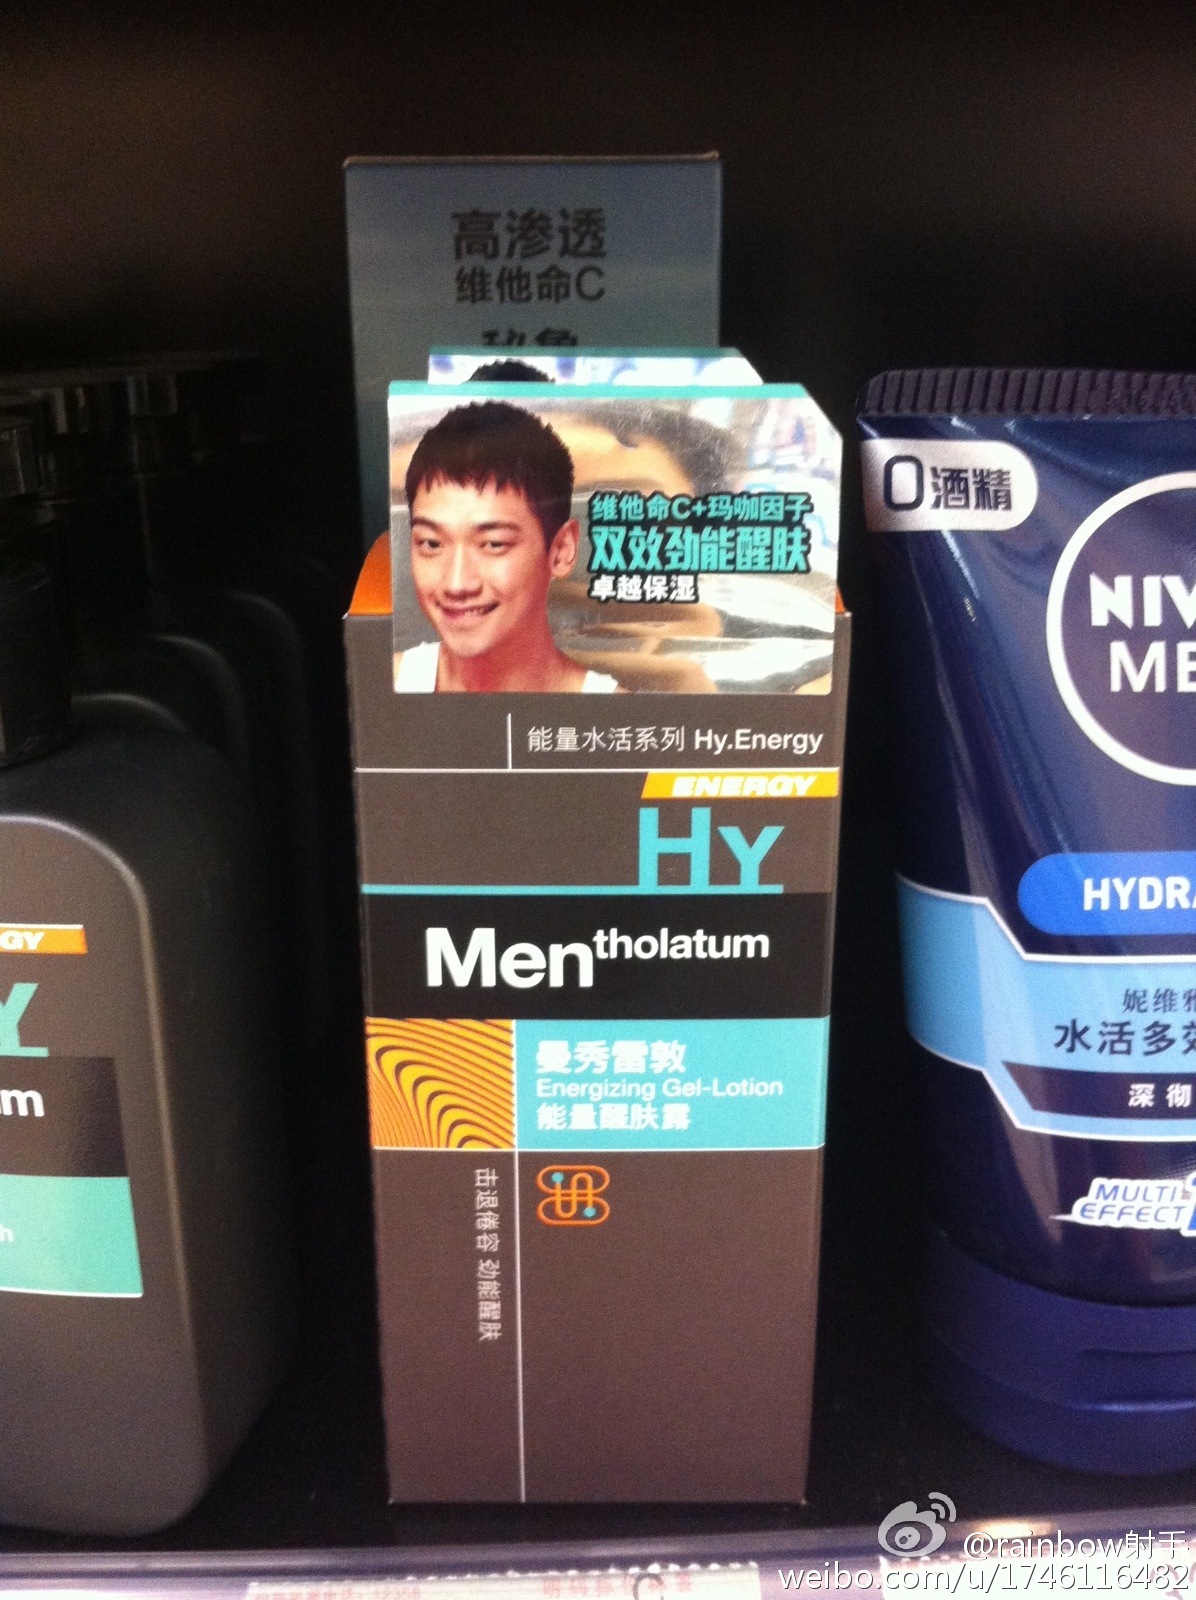 高渗透
维他命C
维他命C+玛咖因子
双效劲能醒肤
卓越保湿
能量水活系列 Hy.Energy
ENERGY
HY
Mentholatum
曼秀雷敦
Energizing Gel-Lotion
能量醒肤露
击退倦容 劲能醒肤
GY
Y
um
0酒精
NIV
ME
HYDRA
妮维雅
水活多效
深彻
MULTI
EFFECT
@rainbow射手
weibo.com/u/1746116482